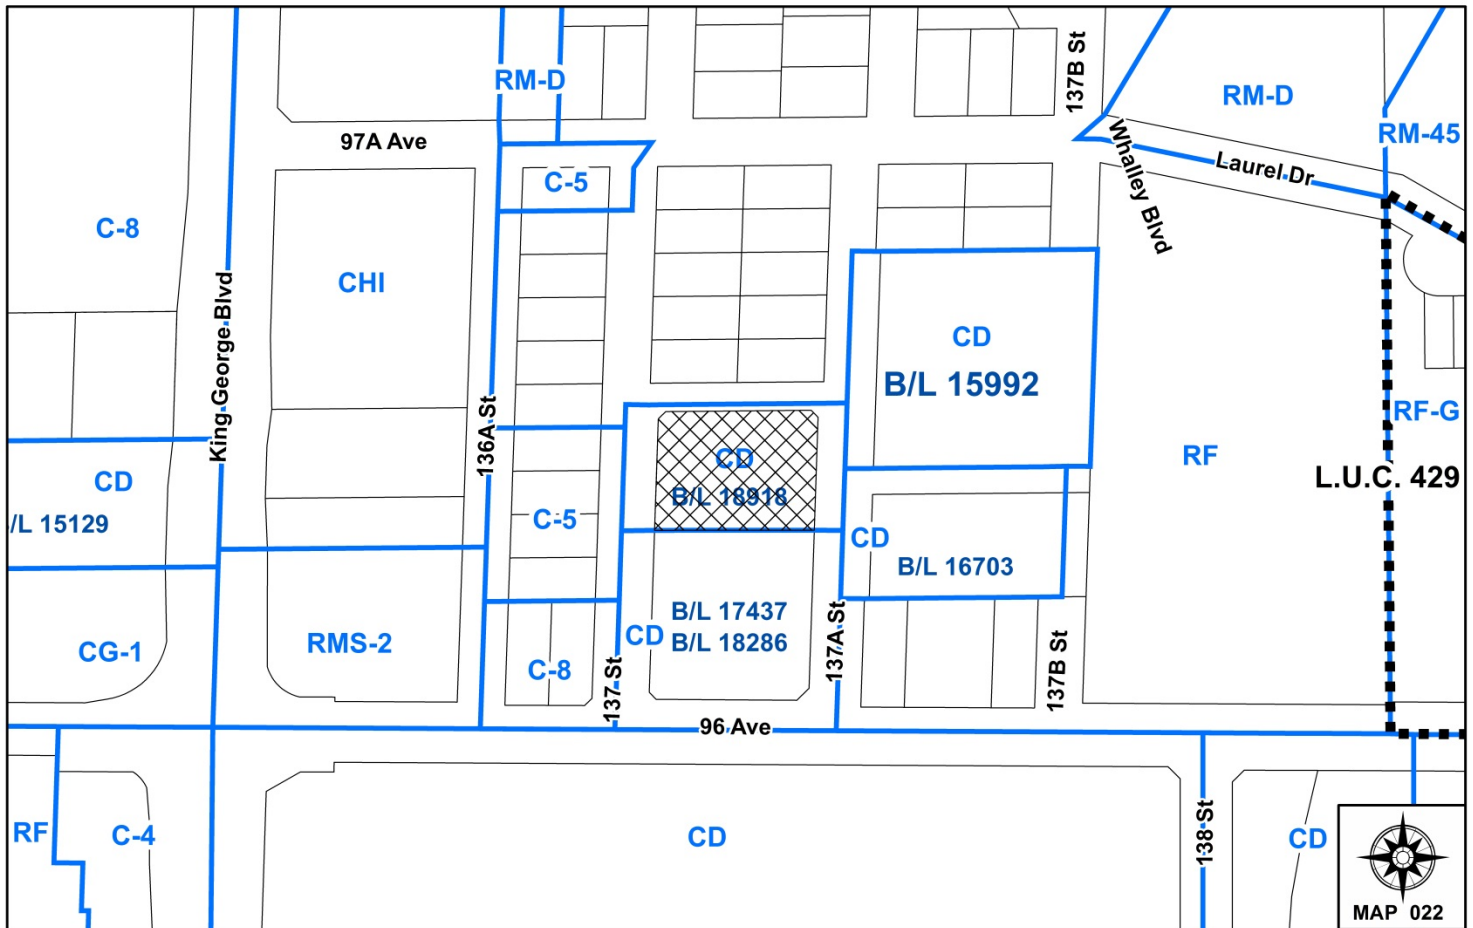 RM-D
137B St
RM-D
RM-45
97A Ave
Whalley Blvd
Laurel Dr
C-5
C-8
CHI
King George Blvd
CD
B/L 15992
136A St
RF-G
CD
B/L 18918
RF
L.U.C. 429
CD
/L 15129
C-5
CD
B/L 16703
B/L 17437
B/L 18286
CD
137A St
CG-1
RMS-2
C-8
137 St
137B St
96 Ave
RF
C-4
CD
138 St
CD
MAP 022